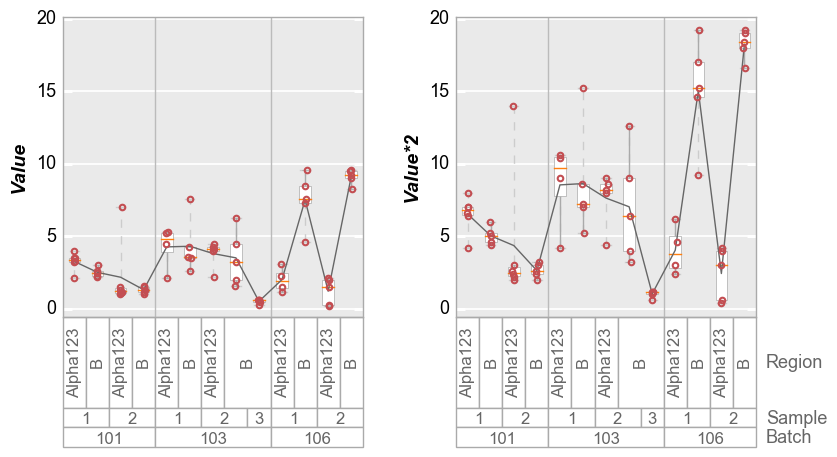 Value
20
15
10
5
0
Alpha123 B Alpha123 B Alpha123 B Alpha123 B Alpha123 B Alpha123 B
1 2 1 2 3 1 2
101 103 106
Value*2
20
15
10
5
0
Alpha123 B Alpha123 B Alpha123 B Alpha123 B Alpha123 B Alpha123 B Region
1 2 1 2 3 1 2 Sample
101 103 106 Batch